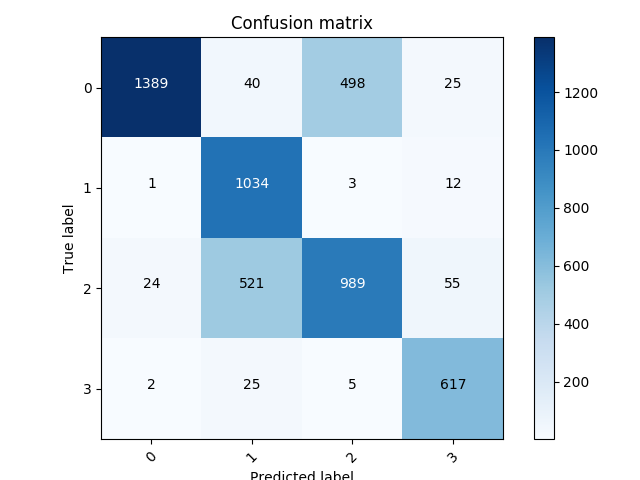 Confusion matrix
0 1389 40 498 25
1 1 1034 3 12
2 24 521 989 55
3 2 25 5 617
0 1 2 3
True label
Predicted label
1200
1000
800
600
400
200